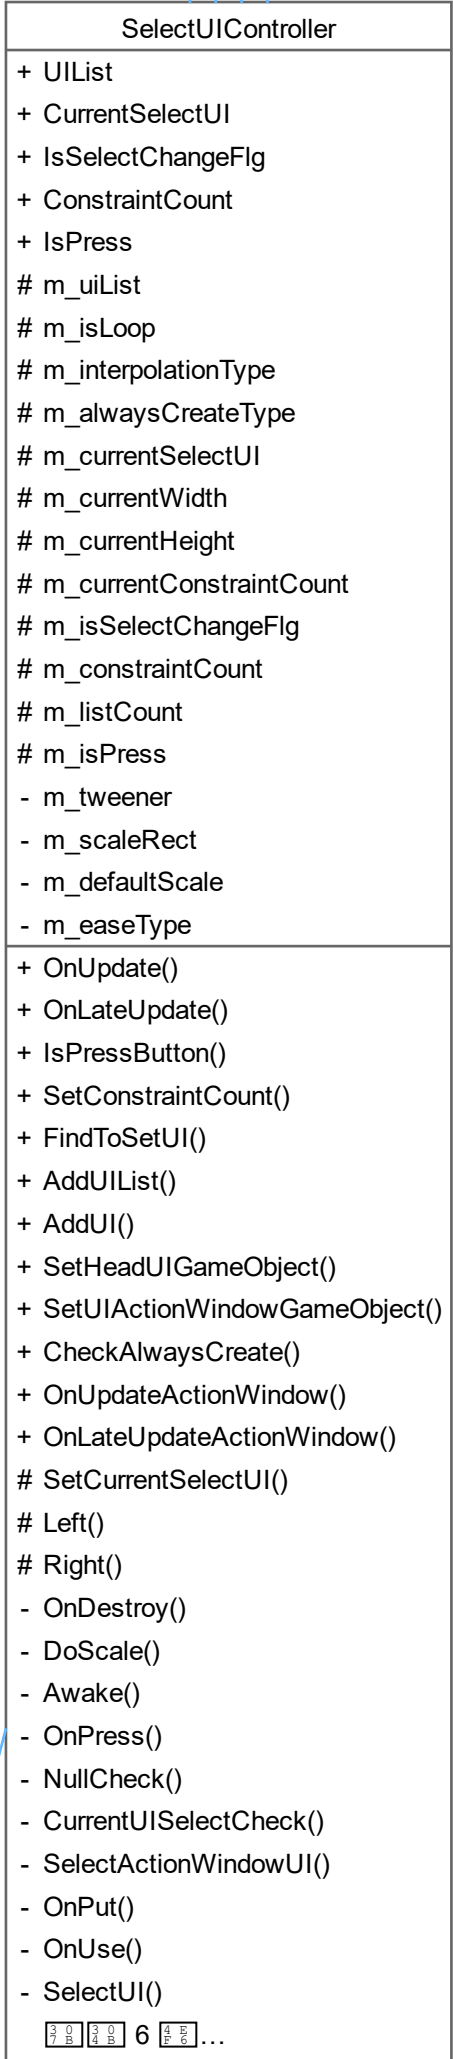 SelectUIController
+ UIList
+ CurrentSelectUI
+ IsSelectChangeFlg
+ ConstraintCount
+ IsPress
# m_uiList
# m_isLoop
# m_interpolationType
# m_alwaysCreateType
# m_currentSelectUI
# m_currentWidth
# m_currentHeight
# m_currentConstraintCount
# m_isSelectChangeFlg
# m_constraintCount
# m_listCount
# m_isPress
- m_tweener
- m_scaleRect
- m_defaultScale
- m_easeType
+ OnUpdate()
+ OnLateUpdate()
+ IsPressButton()
+ SetConstraintCount()
+ FindToSetUI()
+ AddUIList()
+ AddUI()
+ SetHeadUIGameObject()
+ SetUIActionWindowGameObject()
+ CheckAlwaysCreate()
+ OnUpdateActionWindow()
+ OnLateUpdateActionWindow()
# SetCurrentSelectUI()
# Left()
# Right()
- OnDestroy()
- DoScale()
- Awake()
- OnPress()
- NullCheck()
- CurrentUISelectCheck()
- SelectActionWindowUI()
- OnPut()
- OnUse()
- SelectUI()
6 ...